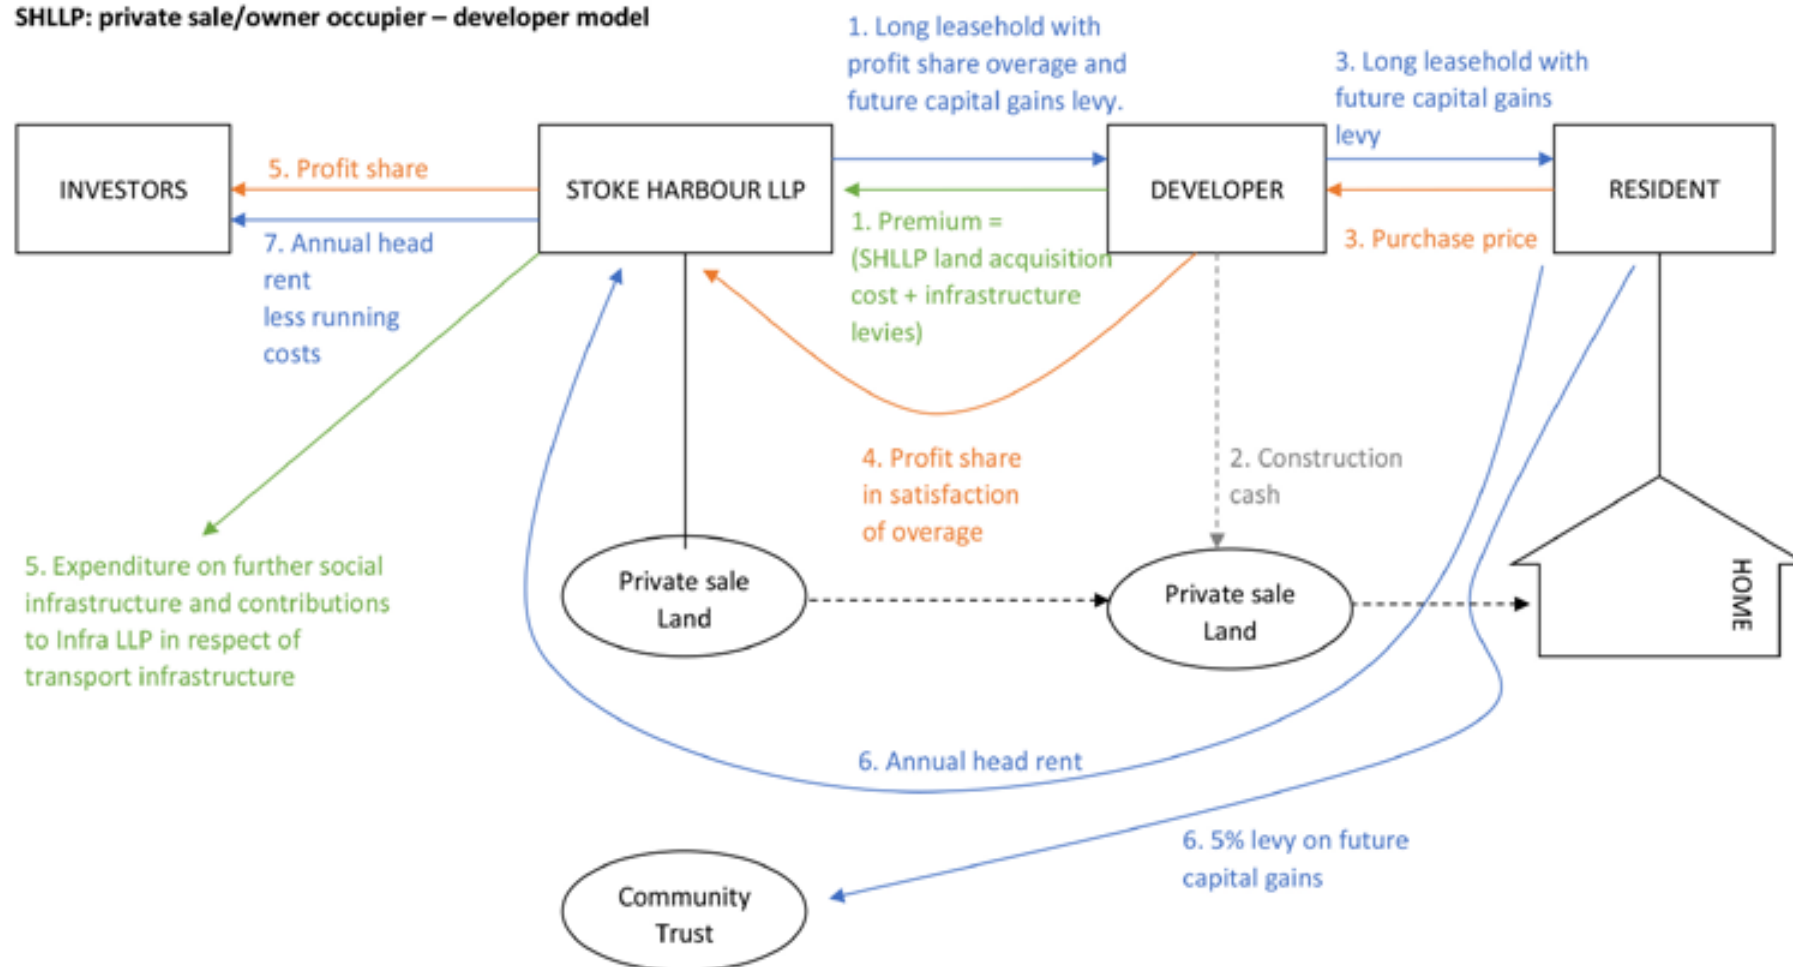 SHLLP: private sale/owner occupier – developer model
1. Long leasehold with
profit share overage and
future capital gains levy.
3. Long leasehold with
future capital gains
levy
INVESTORS
5. Profit share
STOKE HARBOUR LLP
DEVELOPER
RESIDENT
7. Annual head
rent
less running
costs
1. Premium =
(SHLLP land acquisition
cost + infrastructure
levies)
3. Purchase price
4. Profit share
in satisfaction
of overage
2. Construction
cash
5. Expenditure on further social
infrastructure and contributions
to Infra LLP in respect of
transport infrastructure
Private sale
Land
Private sale
Land
HOME
6. Annual head rent
6. 5% levy on future
capital gains
Community
Trust